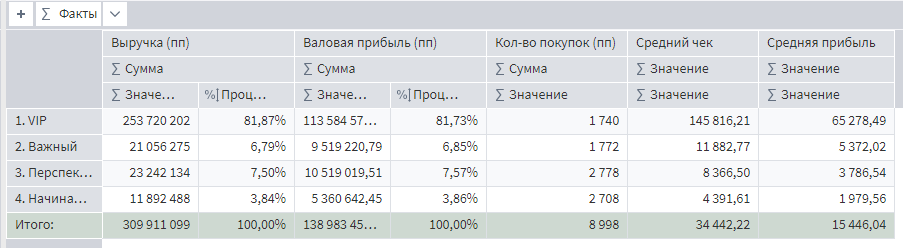 + Σ Факты
Выручка (пп) Валовая прибыль (пп) Кол-во покупок (пп) Средний чек Средняя прибыль
Σ Сумма Σ Сумма Σ Сумма Σ Значение Σ Значение
Σ Значе... %] Проц... Σ Значе... %] Проц... Σ Значение Σ Значение Σ Значение
1. VIP 253 720 202 81,87% 113 584 57... 81,73% 1 740 145 816,21 65 278,49
2. Важный 21 056 275 6,79% 9 519 220,79 6,85% 1 772 11 882,77 5 372,02
3. Перспек... 23 242 134 7,50% 10 519 019,51 7,57% 2 778 8 366,50 3 786,54
4. Начина... 11 892 488 3,84% 5 360 642,45 3,86% 2 708 4 391,61 1 979,56
Итого: 309 911 099 100,00% 138 983 45... 100,00% 8 998 34 442,22 15 446,04